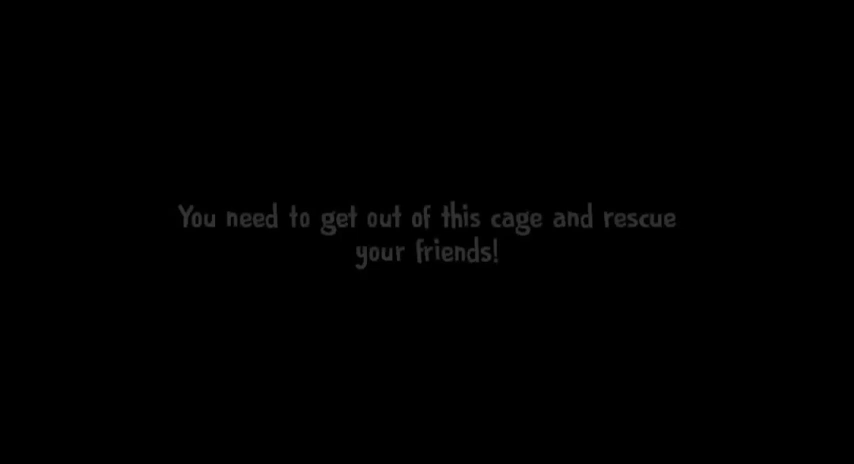 You need to get out of this cage and rescue
your friends!